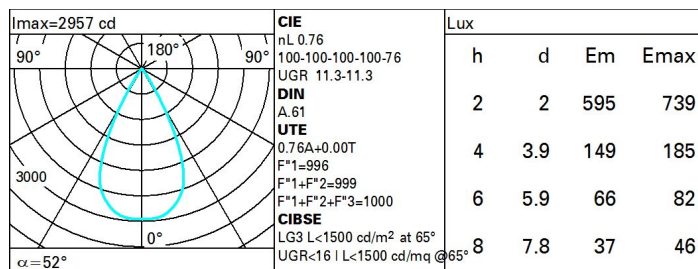 Imax=2957 cd
90°
180°
90°
3000
0°
α=52°
CIE
nL 0.76
100-100-100-100-76
UGR 11.3-11.3
DIN
A.61
UTE
0.76A+0.00T
F"1=996
F"1+F"2=999
F"1+F"2+F"3=1000
CIBSE
LG3 L<1500 cd/m² at 65°
UGR<16 | L<1500 cd/mq @65°
Lux
h d Em Emax
2 2 595 739
4 3.9 149 185
6 5.9 66 82
8 7.8 37 46